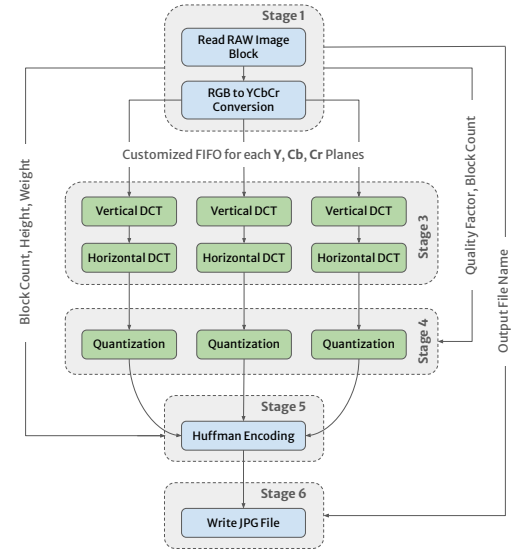 Stage 1
Read RAW Image
Block
RGB to YCbCr
Conversion
Customized FIFO for each Y, Cb, Cr Planes
Vertical DCT
Vertical DCT
Vertical DCT
Horizontal DCT
Horizontal DCT
Horizontal DCT
Stage 3
Quantization
Quantization
Quantization
Stage 4
Stage 5
Huffman Encoding
Stage 6
Write JPG File
Block Count, Height, Weight
Quality Factor, Block Count
Output File Name